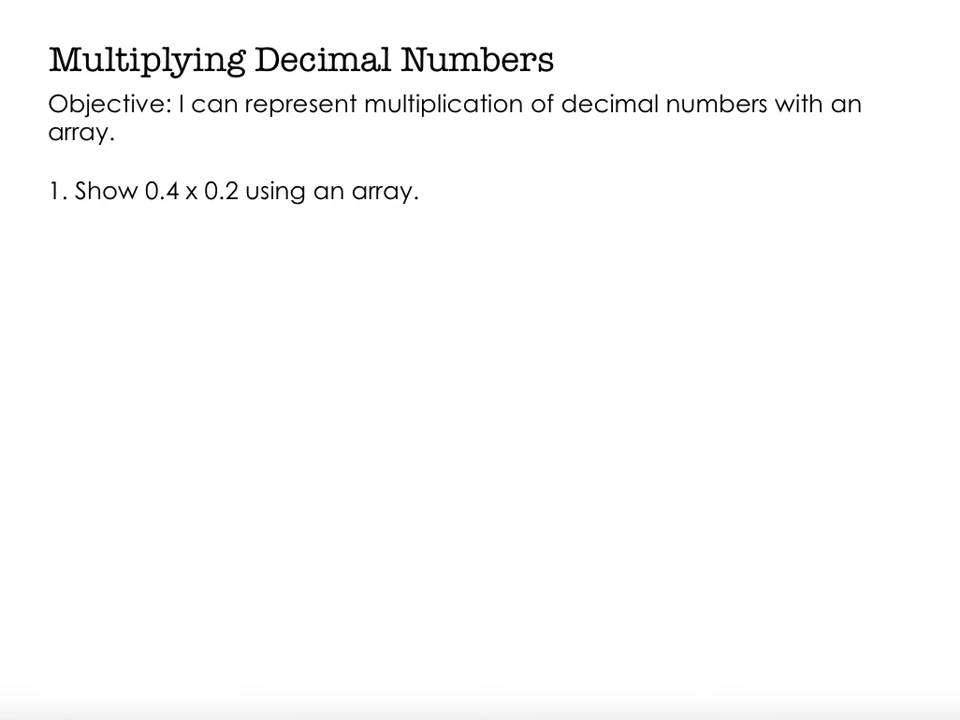 Multiplying Decimal Numbers
Objective: I can represent multiplication of decimal numbers with an
array.
1. Show 0.4 x 0.2 using an array.